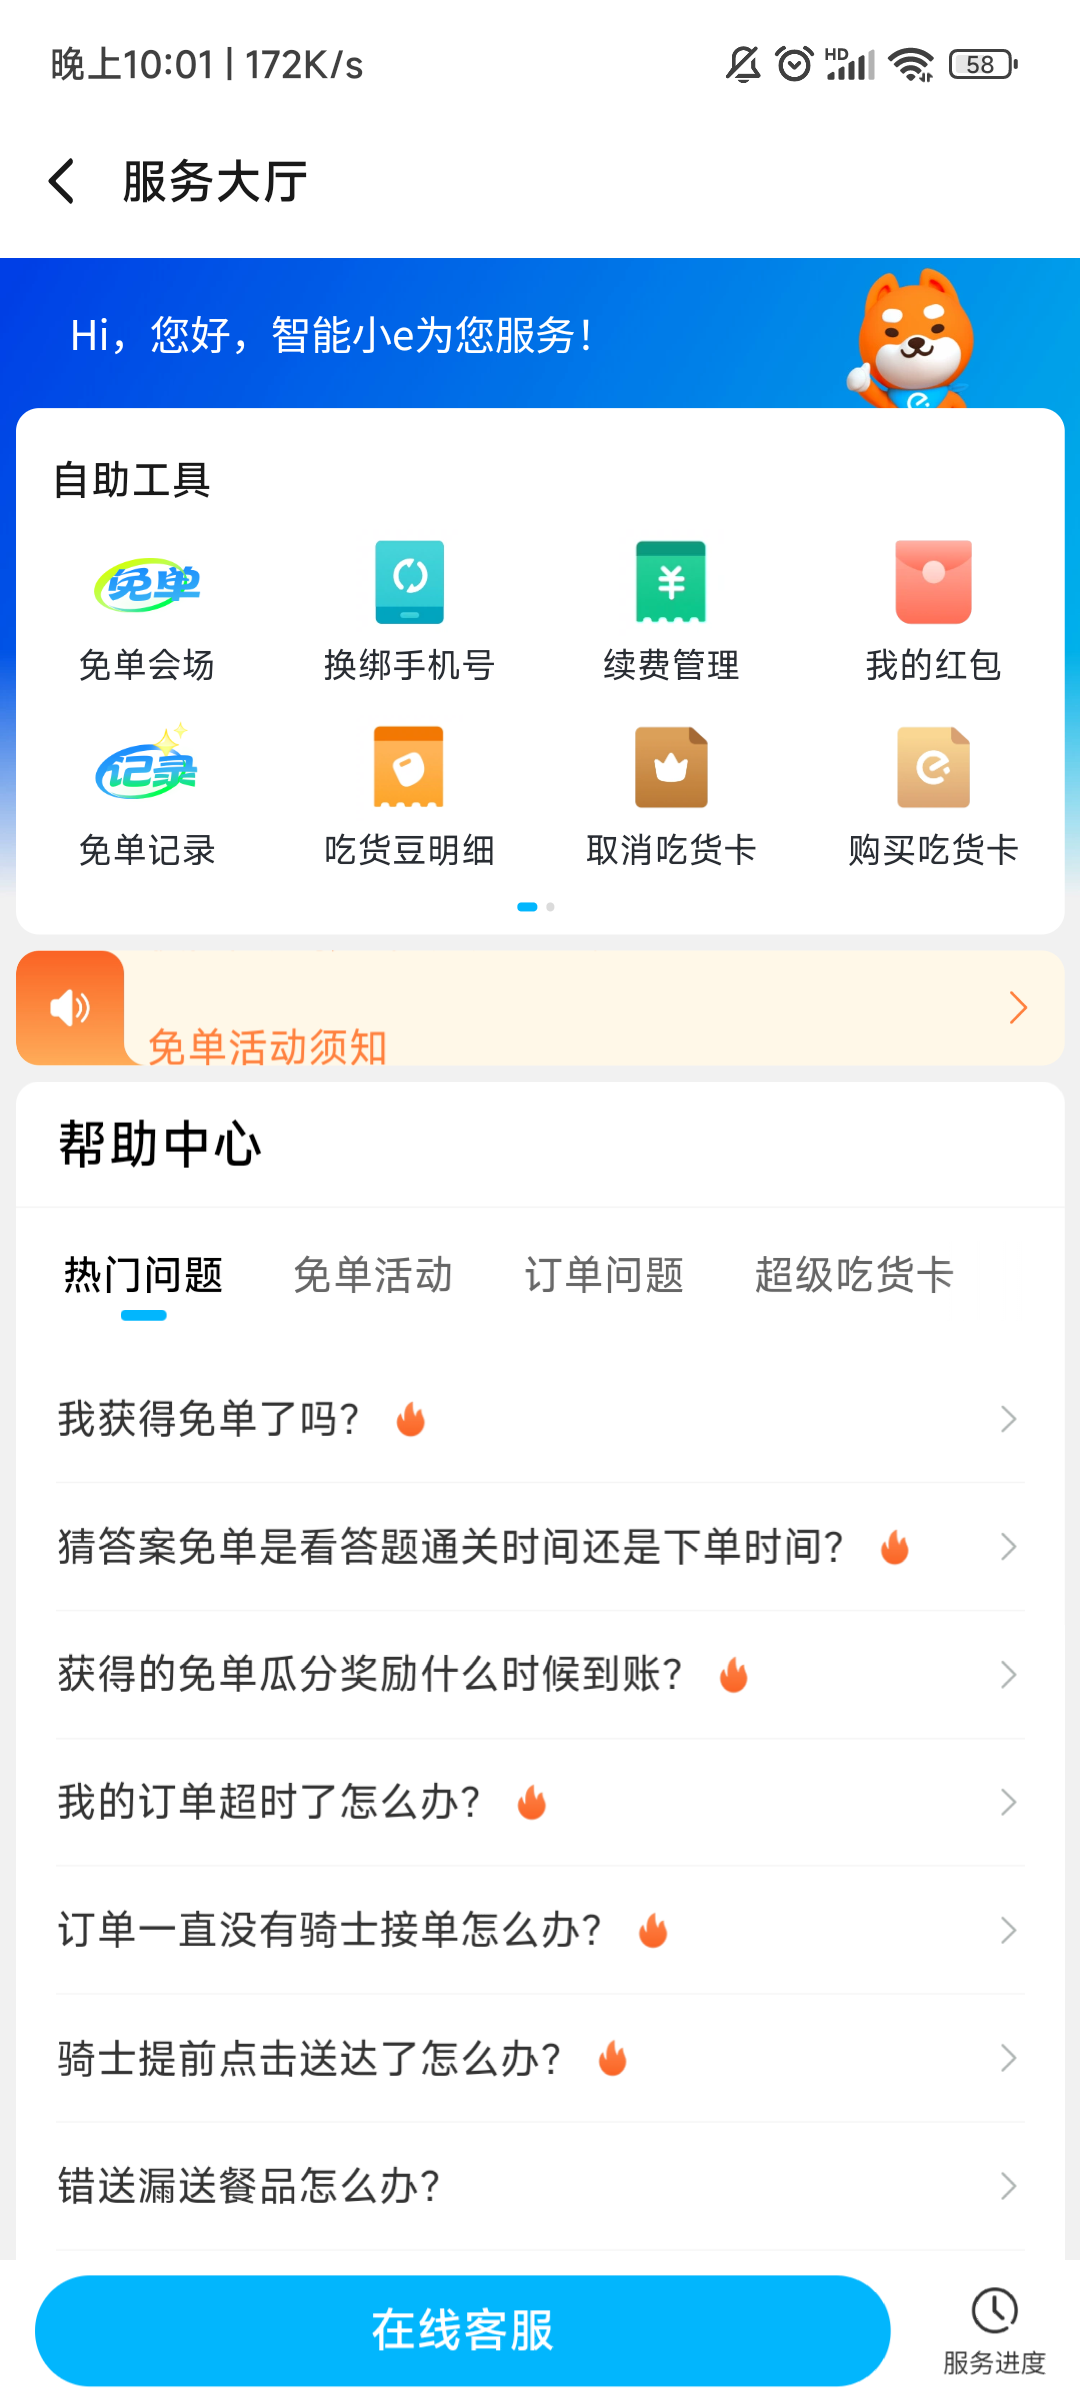 晚上10:01 | 172K/s
HD
58
服务大厅
Hi，您好，智能小e为您服务！
自助工具
免单
¥
免单会场
换绑手机号
续费管理
我的红包
记录
免单记录
吃货豆明细
取消吃货卡
购买吃货卡
免单活动须知
帮助中心
热门问题
免单活动
订单问题
超级吃货卡
我获得免单了吗？
猜答案免单是看答题通关时间还是下单时间？
获得的免单瓜分奖励什么时候到账？
我的订单超时了怎么办？
订单一直没有骑士接单怎么办？
骑士提前点击送达了怎么办？
错送漏送餐品怎么办？
在线客服
服务进度